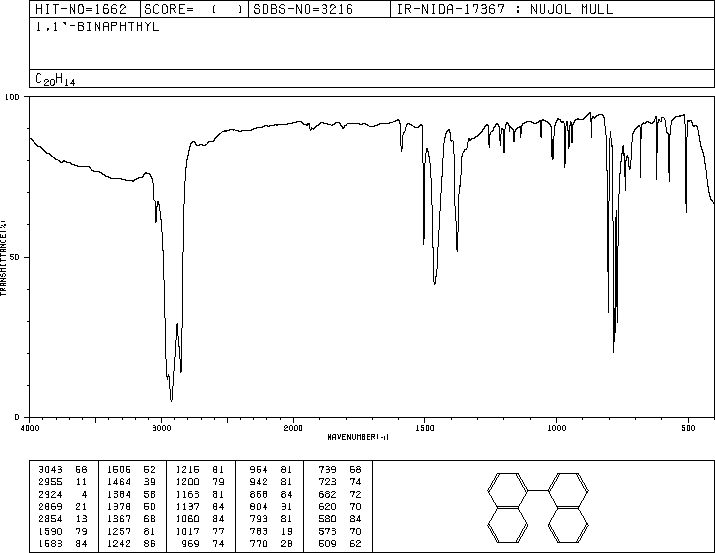 HIT-NO=1662 SCORE= ( ) SDBS-NO=3216 IR-NIDA-17367 : NUJOL MULL
1,1'-BINAPHTHYL
C20H14
100
50
0
TRANSMITTANCE(%)
4000 3000 2000 1500 1000 500
WAVENUMBER(-1)
3043 58 1506 52 1216 81 964 81 739 68
2955 11 1464 39 1200 79 942 81 723 74
2924 4 1384 58 1163 81 868 84 682 72
2869 21 1378 50 1137 84 804 31 620 70
2854 13 1367 68 1060 84 793 81 580 84
1590 79 1257 81 1017 77 783 19 573 70
1583 84 1242 86 969 74 770 28 509 62